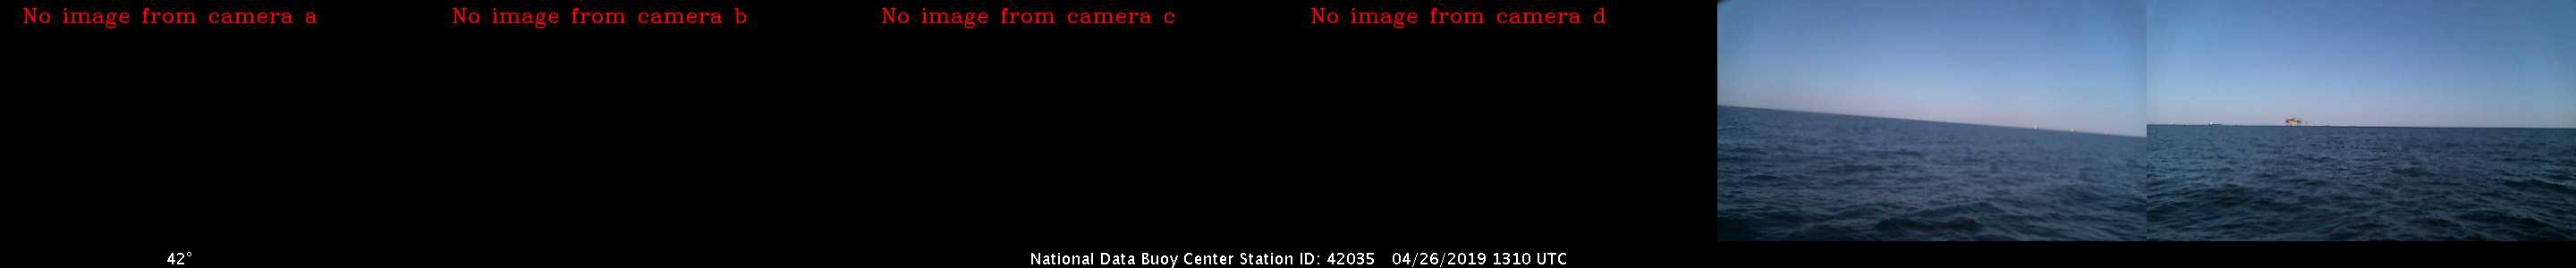 No image from camera a
No image from camera b
No image from camera c
No image from camera d
42°
National Data Buoy Center Station ID: 42035 04/26/2019 1310 UTC